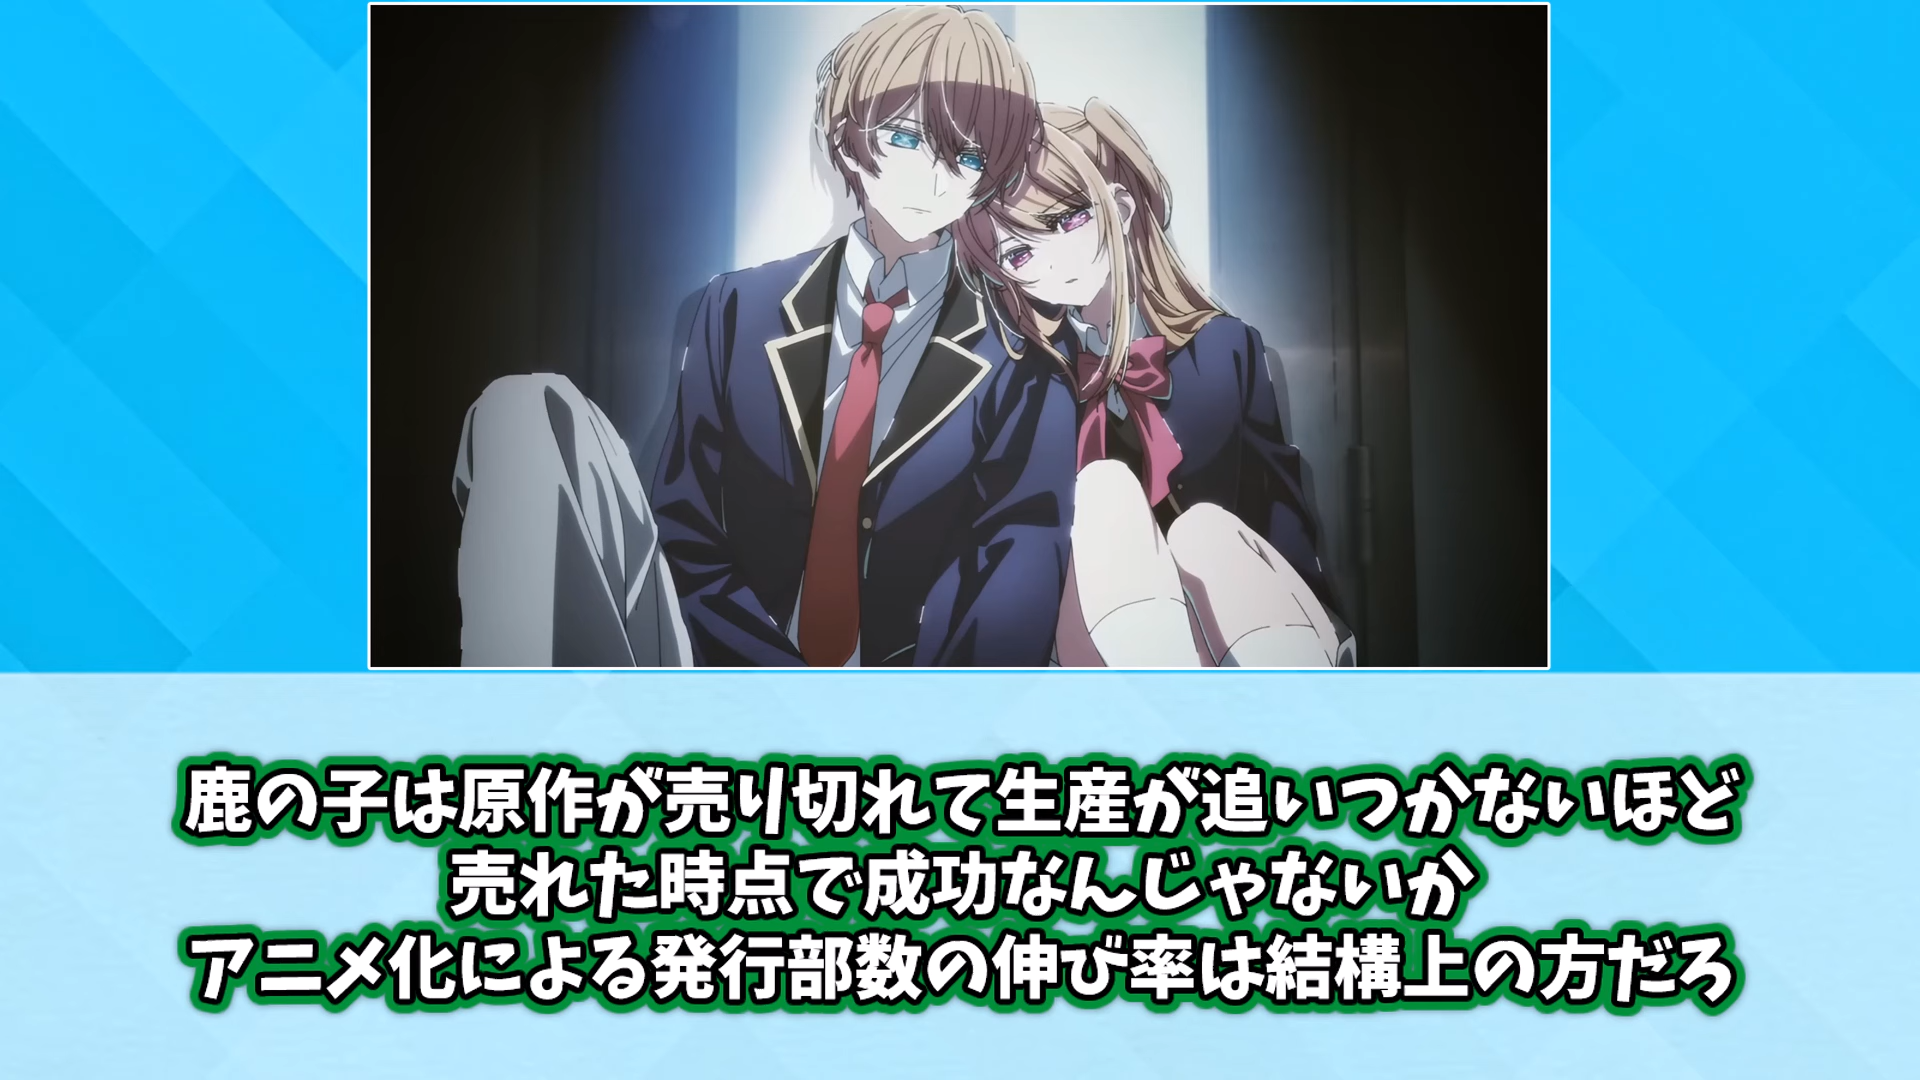 鹿の子は原作が売り切れて生産が追いつかないほど
売れた時点で成功なんじゃないか
アニメ化による発行部数の伸び率は結構上の方だろ